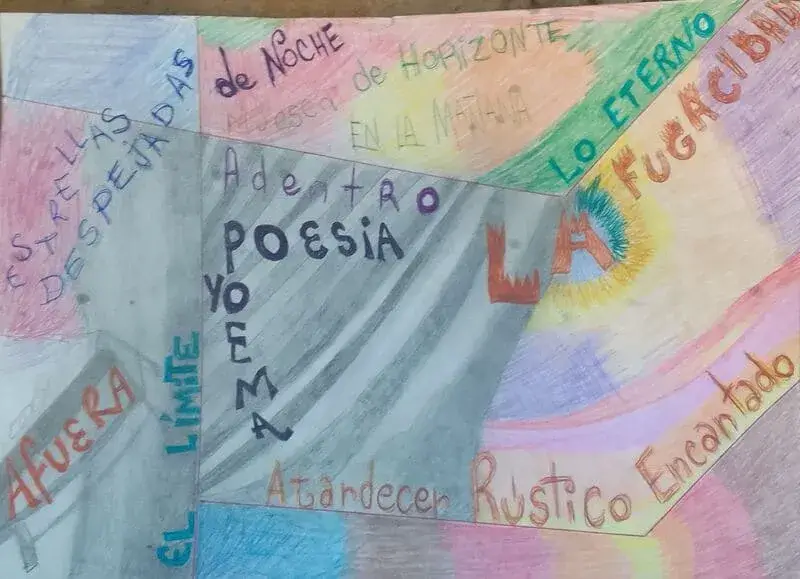 de NOCHE
de HORIZONTE
EN LA MAÑANA
LO ETERNO
LA FUGACIDAD
ESTRELLAS
DESPEJADAS
AdentRO
POESiA
YO
POEMA
EL LÍMITE
AFUERA
Atardecer RústIco Encantado